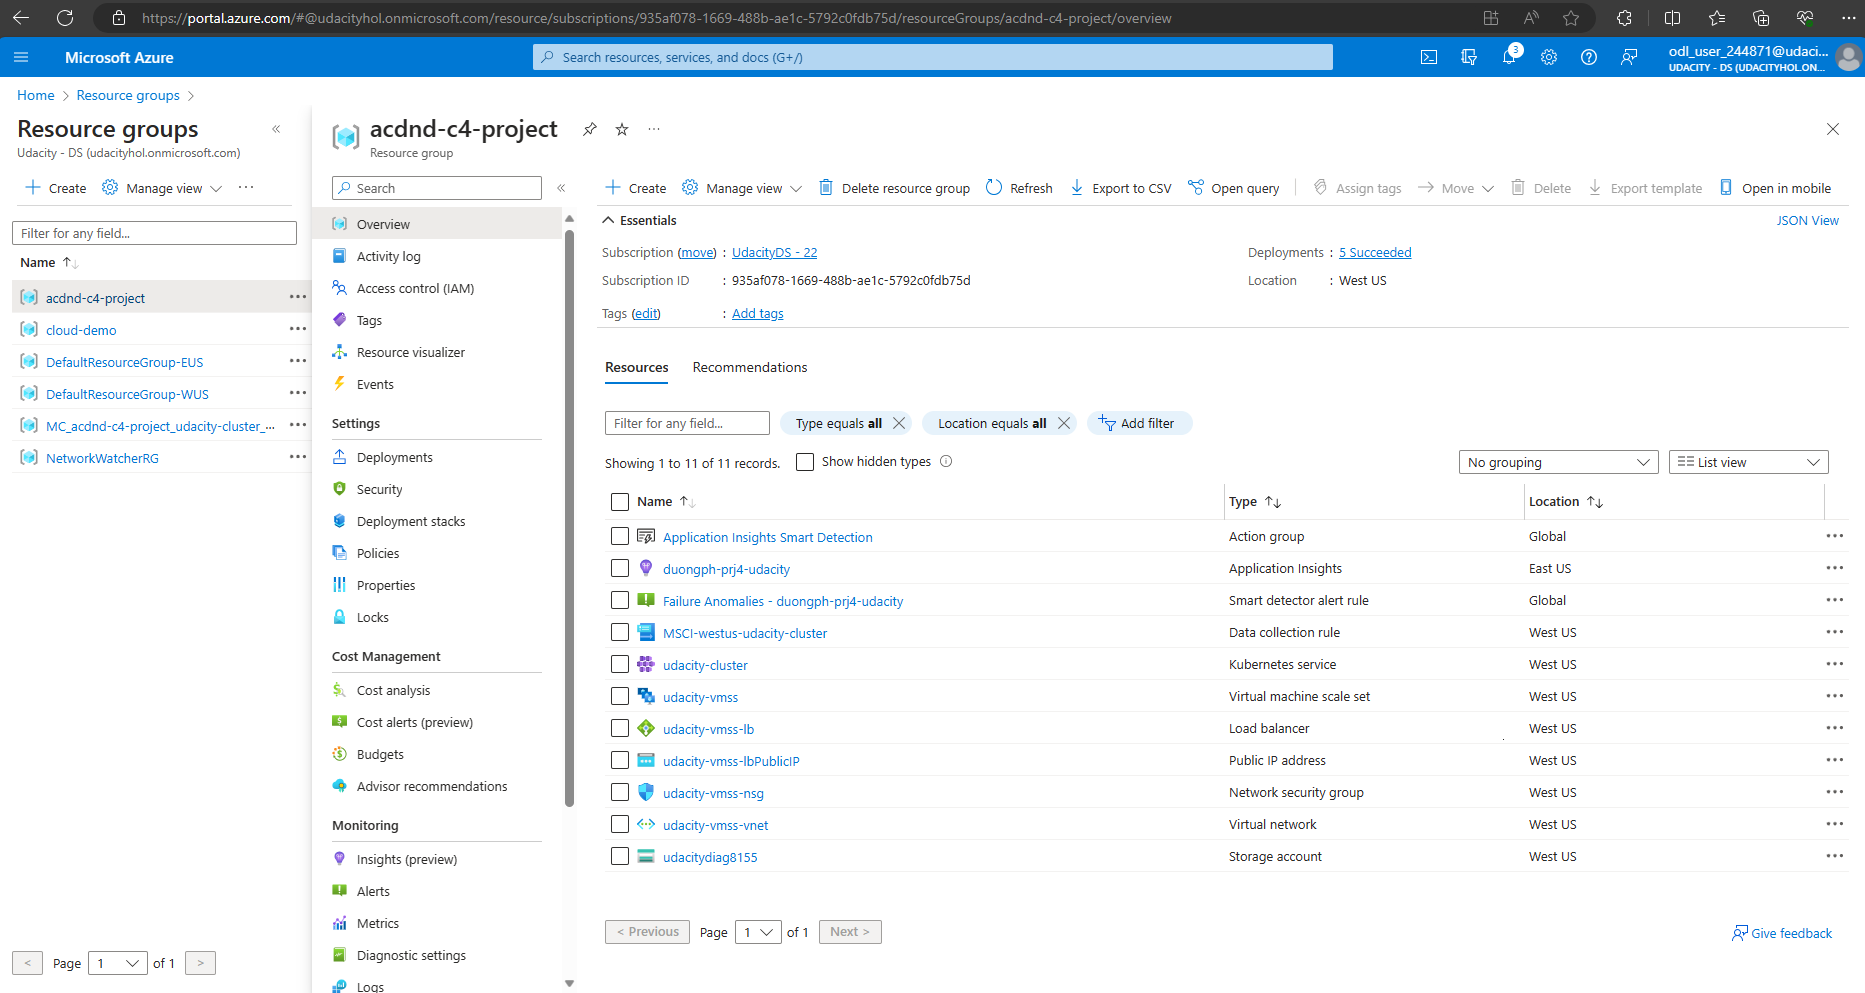 https://portal.azure.com/#@udacityhol.onmicrosoft.com/resource/subscriptions/935af078-1669-488b-ae1c-5792c0fdb75d/resourceGroups/acdnd-c4-project/overview
Microsoft Azure
Search resources, services, and docs (G+/)
3
odl_user_244871@udaci...
UDACITY - DS (UDACITYHOL.ON...
Home > Resource groups >
Resource groups
Udacity - DS (udacityhol.onmicrosoft.com)
Create
Manage view
Filter for any field...
Name
acdnd-c4-project
cloud-demo
DefaultResourceGroup-EUS
DefaultResourceGroup-WUS
MC_acdnd-c4-project_udacity-cluster_...
NetworkWatcherRG
< Page 1 of 1 >
acdnd-c4-project
Resource group
Search
Overview
Activity log
Access control (IAM)
Tags
Resource visualizer
Events
Settings
Deployments
Security
Deployment stacks
Policies
Properties
Locks
Cost Management
Cost analysis
Cost alerts (preview)
Budgets
Advisor recommendations
Monitoring
Insights (preview)
Alerts
Metrics
Diagnostic settings
Logs
Create Manage view Delete resource group Refresh Export to CSV Open query Assign tags Move Delete Export template Open in mobile
Essentials
JSON View
Subscription (move) : UdacityDS - 22
Deployments : 5 Succeeded
Subscription ID : 935af078-1669-488b-ae1c-5792c0fdb75d
Location : West US
Tags (edit) : Add tags
Resources Recommendations
Filter for any field... Type equals all Location equals all Add filter
Showing 1 to 11 of 11 records. Show hidden types
No grouping List view
Name Type Location
Application Insights Smart Detection Action group Global
duongph-prj4-udacity Application Insights East US
Failure Anomalies - duongph-prj4-udacity Smart detector alert rule Global
MSCI-westus-udacity-cluster Data collection rule West US
udacity-cluster Kubernetes service West US
udacity-vmss Virtual machine scale set West US
udacity-vmss-lb Load balancer West US
udacity-vmss-lbPublicIP Public IP address West US
udacity-vmss-nsg Network security group West US
udacity-vmss-vnet Virtual network West US
udacitydiag8155 Storage account West US
< Previous Page 1 of 1 Next >
Give feedback